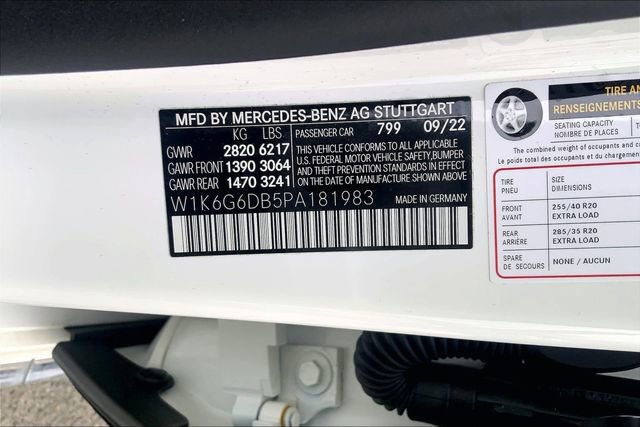 MFD BY MERCEDES-BENZ AG STUTTGART
KG LBS PASSENGER CAR 799 09/22
GVWR 2820 6217
GAWR FRONT 1390 3064
GAWR REAR 1470 3241
THIS VEHICLE CONFORMS TO ALL APPLICABLE
U.S. FEDERAL MOTOR VEHICLE SAFETY,BUMPER
AND THEFT PREVENTION STANDARDS IN EFFECT
ON THE DATE OF MANUFACTURE SHOWN ABOVE.
W1K6G6DB5PA181983 MADE IN GERMANY
TIRE
RENSEIGNEMENTS
SEATING CAPACITY
NOMBRE DE PLACES
The combined weight of occupants and
Le poids total des occupants et du
TIRE SIZE
PNEU DIMENSIONS
FRONT 255/40 R20
AVANT EXTRA LOAD
REAR 285/35 R20
ARRIÈRE EXTRA LOAD
SPARE NONE / AUCUN
DE SECOURS